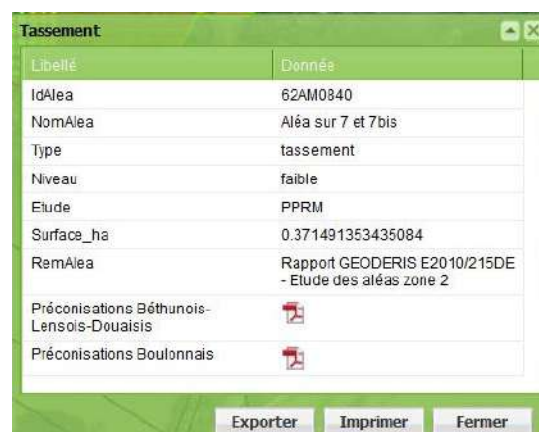 Tassement
Libellé Donnée
IdAlea 62AM0840
NomAlea Aléa sur 7 et 7bis
Type tassement
Niveau faible
Etude PPRM
Surface_ha 0.371491353435084
RemAlea Rapport GEODERIS E2010/215DE
- Etude des aléas zone 2
Préconisations Béthunois-
Lensois-Douaisis
Préconisations Boulonnais
Exporter Imprimer Fermer